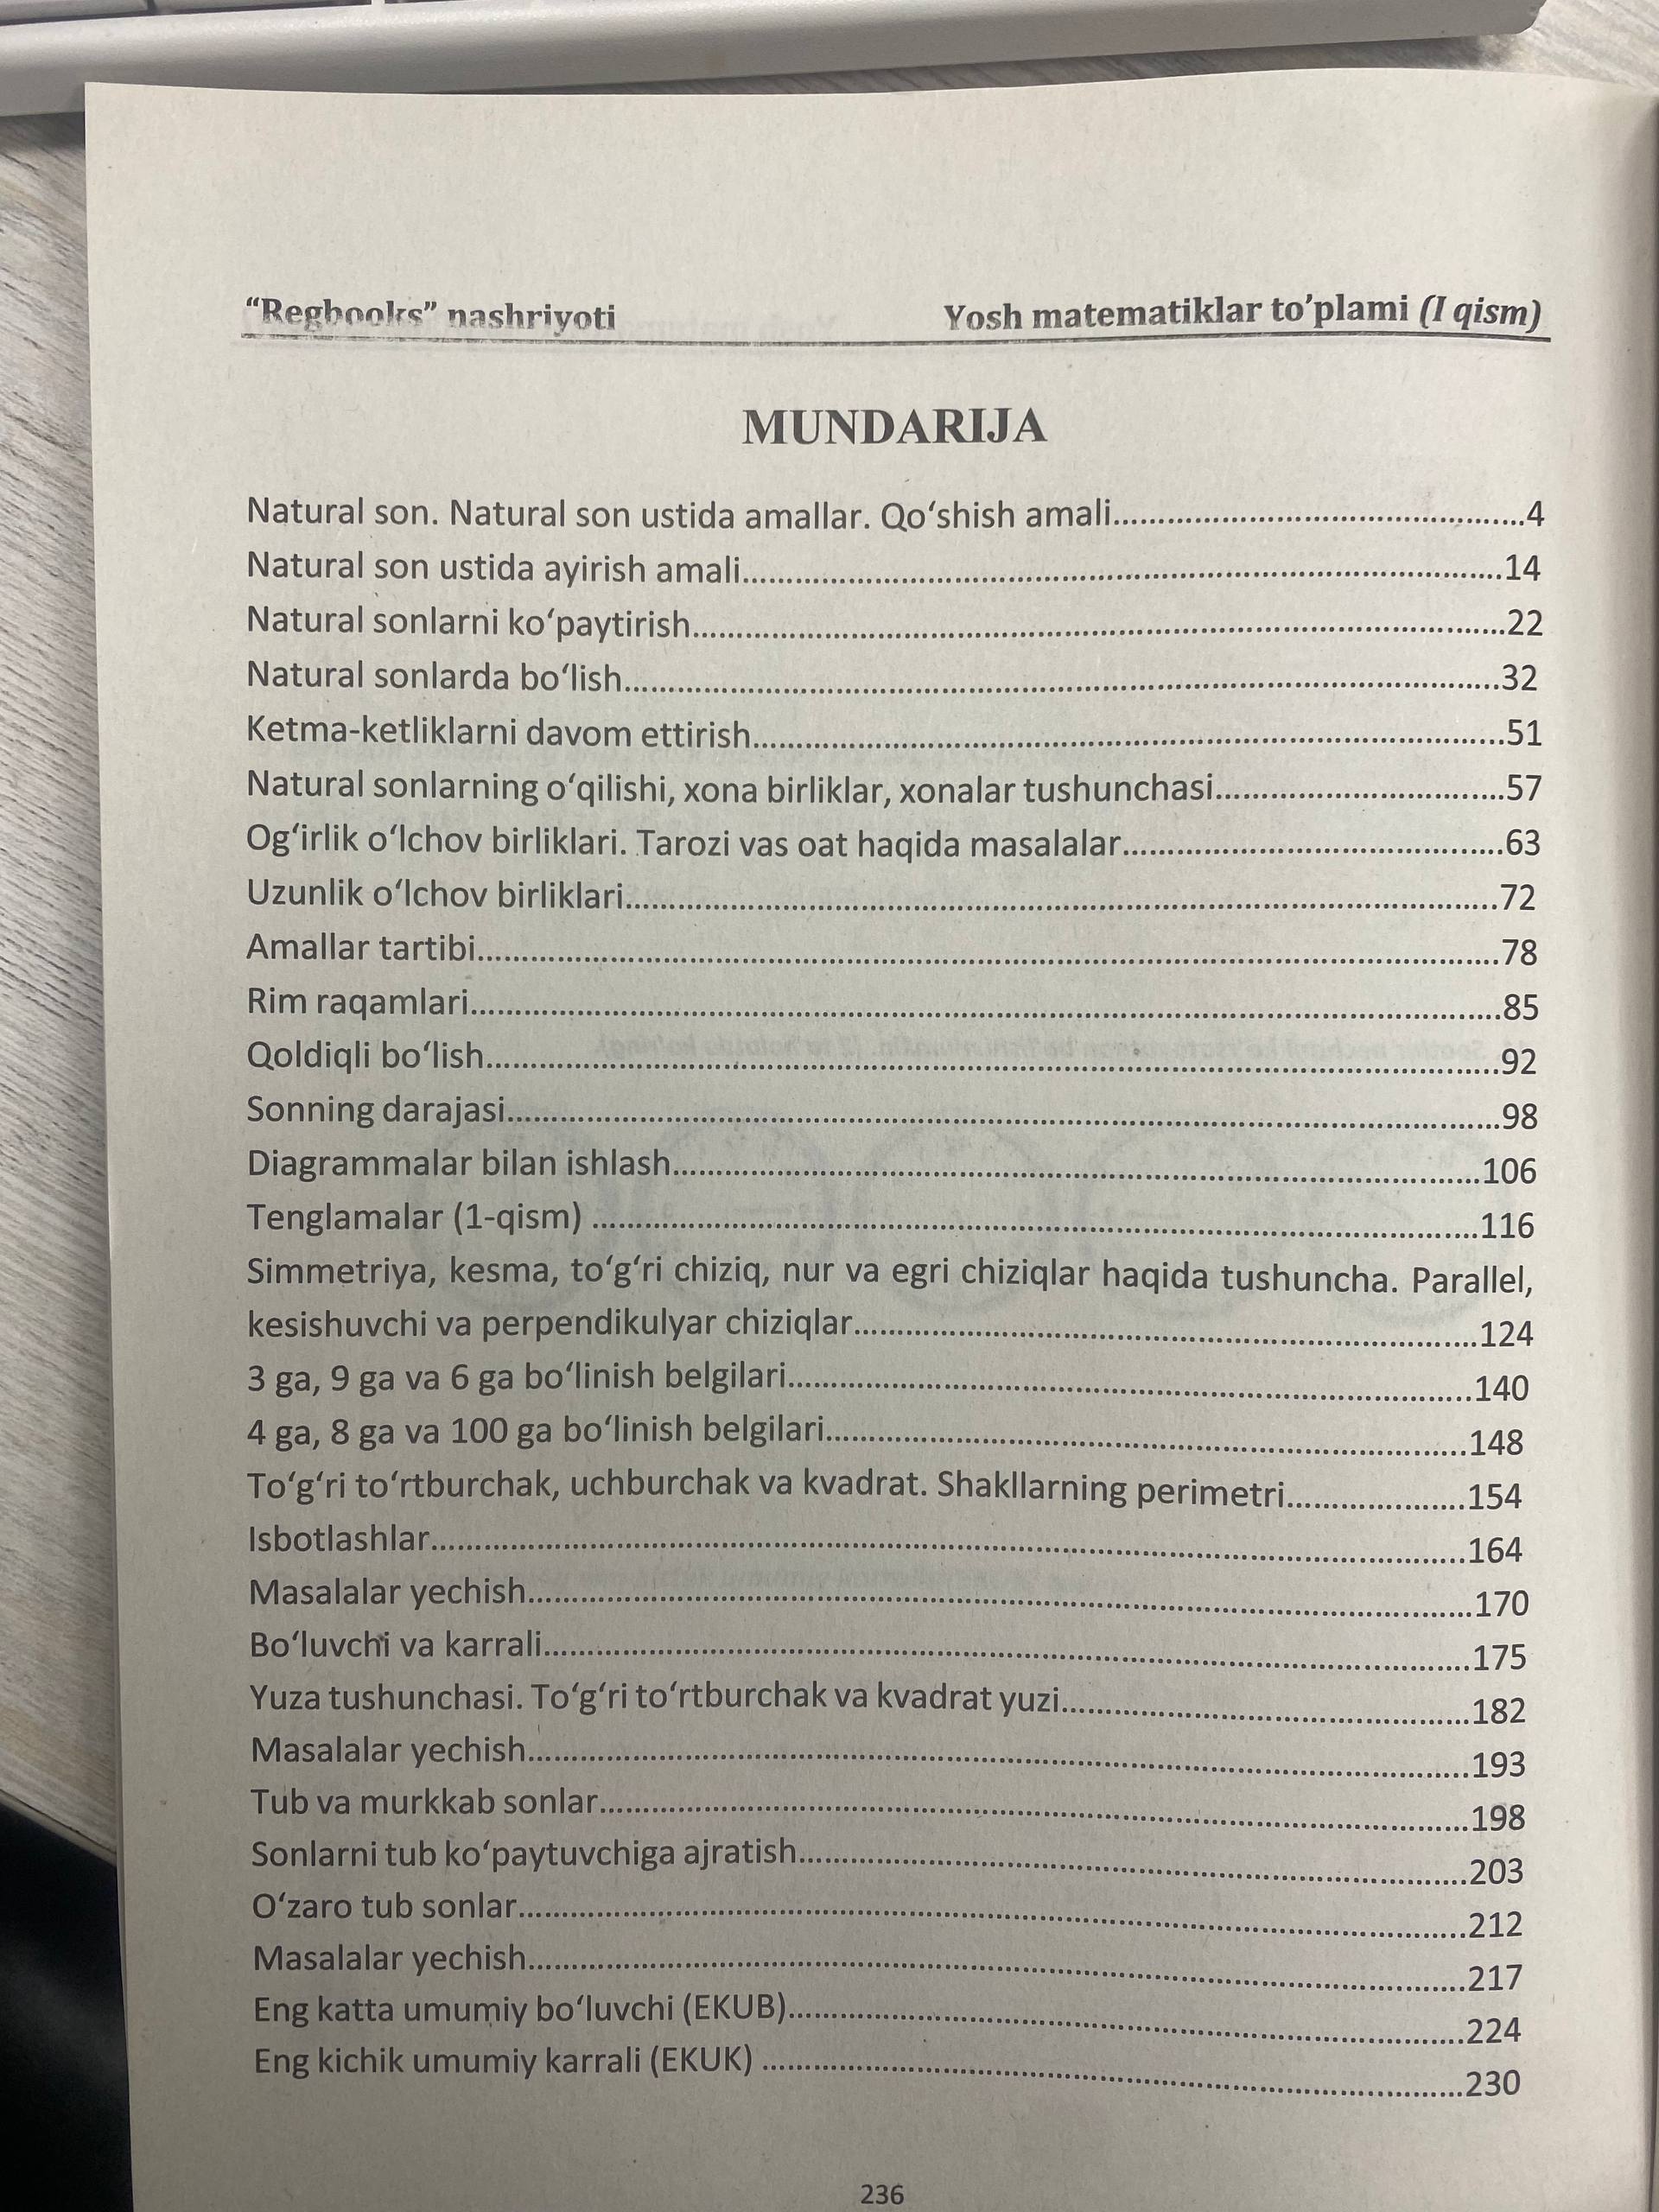 “Regbooks” nashriyoti Yosh matematiklar to’plami (I qism)
MUNDARIJA
Natural son. Natural son ustida amallar. Qo‘shish amali....................................................4
Natural son ustida ayirish amali....................................................14
Natural sonlarni ko‘paytirish....................................................22
Natural sonlarda bo‘lish....................................................32
Ketma-ketliklarni davom ettirish....................................................51
Natural sonlarning o‘qilishi, xona birliklar, xonalar tushunchasi....................................................57
Og‘irlik o‘lchov birliklari. Tarozi vas oat haqida masalalar....................................................63
Uzunlik o‘lchov birliklari....................................................72
Amallar tartibi....................................................78
Rim raqamlari....................................................85
Qoldiqli bo‘lish....................................................92
Sonning darajasi....................................................98
Diagrammalar bilan ishlash....................................................106
Tenglamalar (1-qism) ....................................................116
Simmetriya, kesma, to‘g‘ri chiziq, nur va egri chiziqlar haqida tushuncha. Parallel,
kesishuvchi va perpendikulyar chiziqlar....................................................124
3 ga, 9 ga va 6 ga bo‘linish belgilari....................................................140
4 ga, 8 ga va 100 ga bo‘linish belgilari....................................................148
To‘g‘ri to‘rtburchak, uchburchak va kvadrat. Shakllarning perimetri....................154
Isbotlashlar....................................................164
Masalalar yechish....................................................170
Bo‘luvchi va karrali....................................................175
Yuza tushunchasi. To‘g‘ri to‘rtburchak va kvadrat yuzi....................................................182
Masalalar yechish....................................................193
Tub va murkkab sonlar....................................................198
Sonlarni tub ko‘paytuvchiga ajratish....................................................203
O‘zaro tub sonlar....................................................212
Masalalar yechish....................................................217
Eng katta umumiy bo‘luvchi (EKUB)....................................................224
Eng kichik umumiy karrali (EKUK) ....................................................230
236